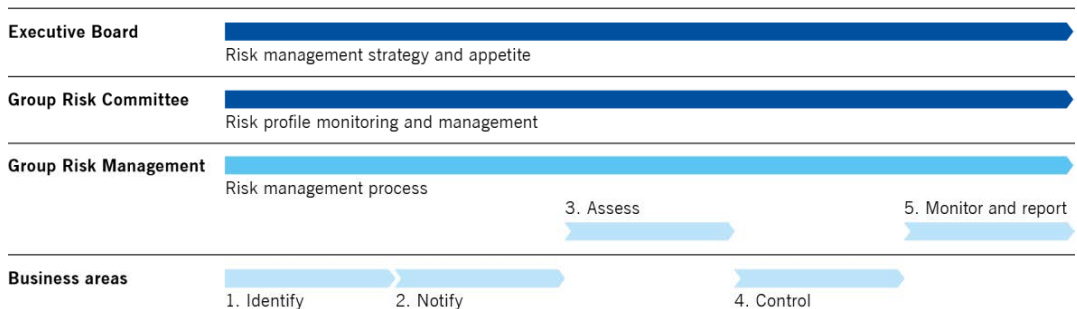 Executive Board
Risk management strategy and appetite
Group Risk Committee
Risk profile monitoring and management
Group Risk Management
Risk management process
3. Assess
5. Monitor and report
Business areas
1. Identify
2. Notify
4. Control